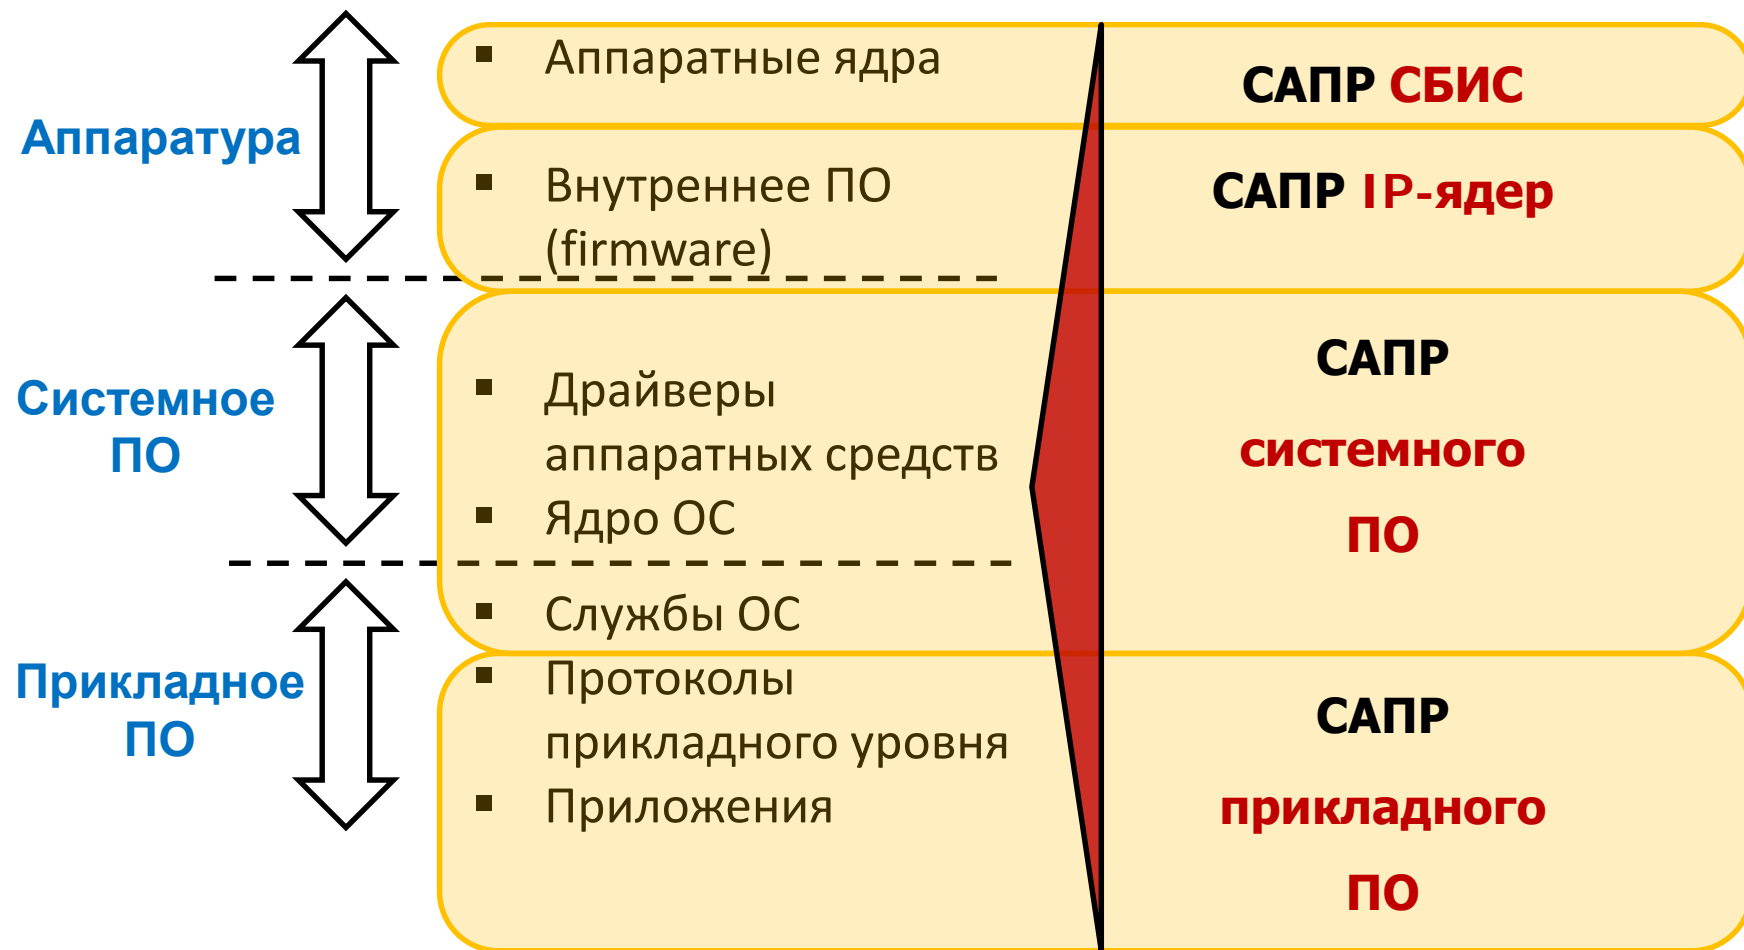 Аппаратура
Системное
ПО
Прикладное
ПО
▪ Аппаратные ядра
▪ Внутреннее ПО
(firmware)
▪ Драйверы
аппаратных средств
▪ Ядро ОС
▪ Службы ОС
▪ Протоколы
прикладного уровня
▪ Приложения
САПР СБИС
САПР IP-ядер
САПР
системного
ПО
САПР
прикладного
ПО